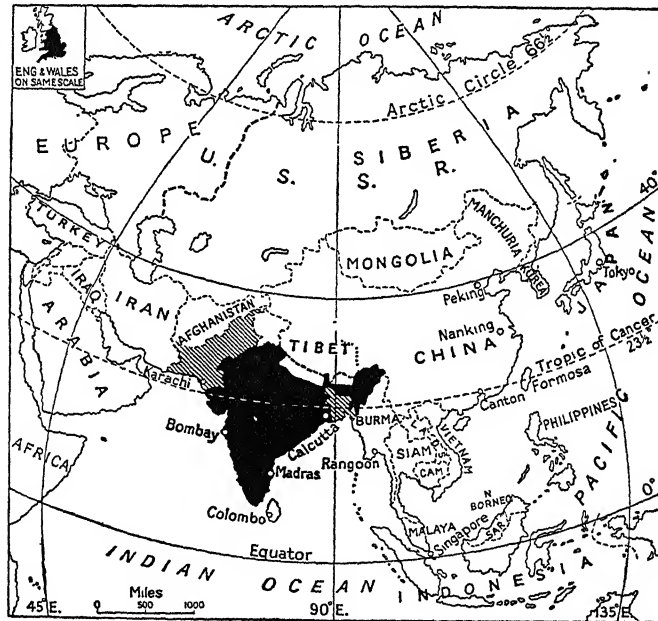 ARCTIC OCEAN
ENG & WALES
ON SAME SCALE
Arctic Circle 66½
EUROPE
U. S. S. R.
SIBERIA
40°
TURKEY
MONGOLIA
MANCHURIA
KOREA
JAPAN
Tokyo
IRAQ
IRAN
AFGHANISTAN
Peking
ARABIA
TIBET
Nanking
CHINA
Tropic of Cancer
23½°
Karachi
Canton
Formosa
Bombay
Calcutta
BURMA
PHILIPPINES
AFRICA
Madras
Rangoon
SIAM
VIETNAM
CAM
PACIFIC OCEAN
Colombo
N
BORNEO
SAR
0°
MALAYA
Singapore
Equator
INDIAN OCEAN
INDONESIA
45°E.
Miles
0 500 1000
90°E
135°E.